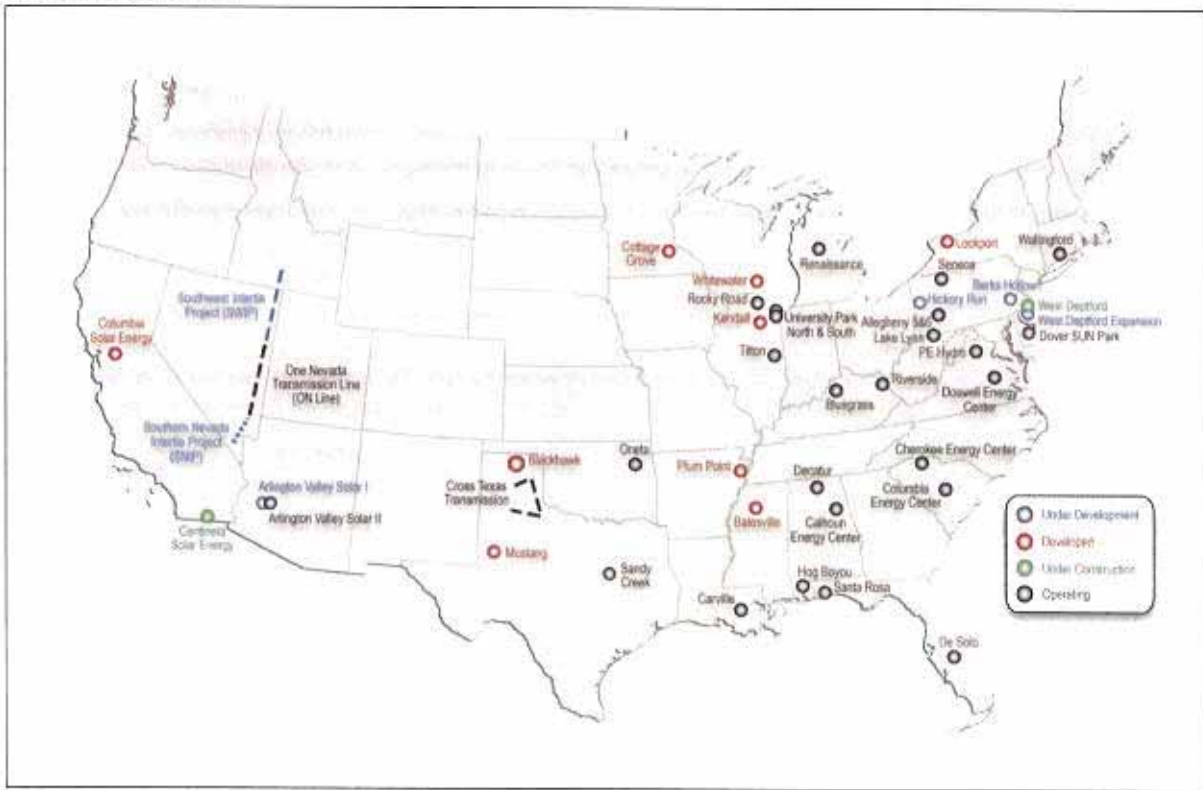 Cottage
Grove
Renaissance
Lockport
Wallingford
Seneca
Whitewater
Rocky Road
Kendall
University Park
North & South
Tilton
Berks Hollow
Hickory Run
West Deptford
West Deptford Expansion
Dover SUN Park
Allegheny 5&6
Lake Lynn
PE Hydro
Riverside
Doswell Energy
Center
Bluegrass
Southwest Intertie
Project (SWIP)
Columbia
Solar Energy
One Nevada
Transmission Line
(ON Line)
Southern Nevada
Intertie Project
(SNIP)
Blackhawk
Oneta
Cross Texas
Transmission
Plum Point
Decatur
Cherokee Energy Center
Columbia
Energy Center
Arlington Valley Solar I
Arlington Valley Solar II
Centinela
Solar Energy
Batesville
Calhoun
Energy Center
Mustang
Sandy
Creek
Hog Bayou
Santa Rosa
Carville
De Soto
Under Development
Developed
Under Construction
Operating